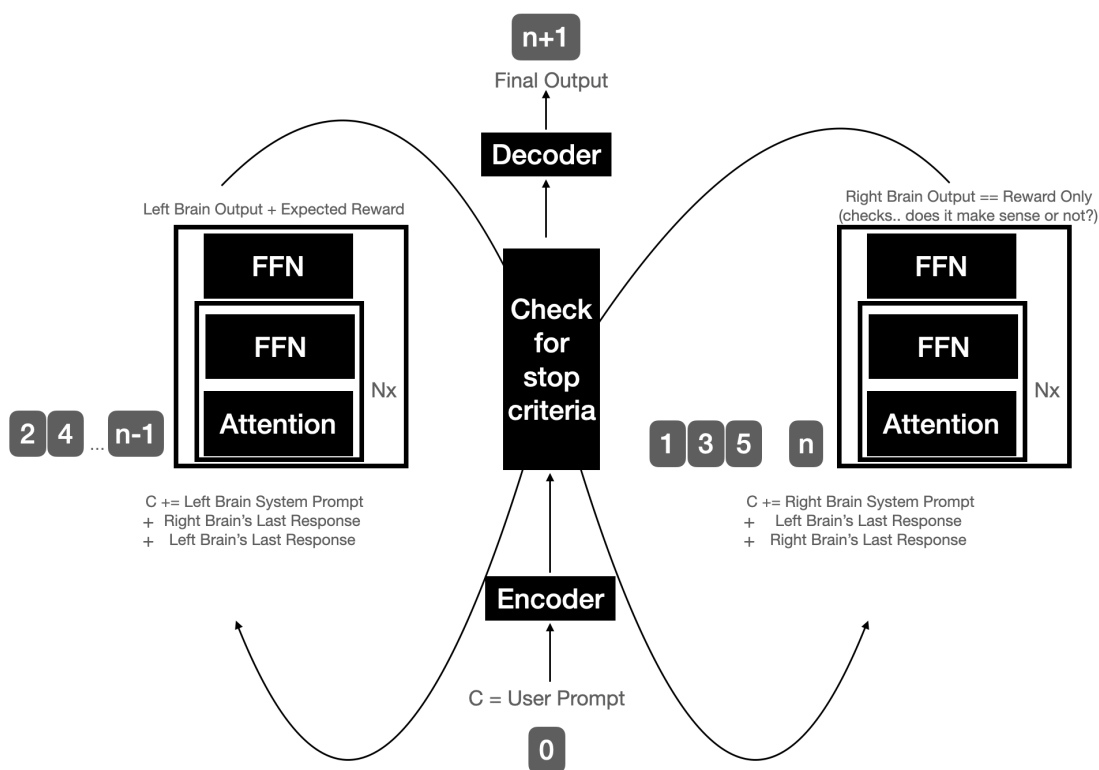 n+1
Final Output
Decoder
Left Brain Output + Expected Reward
FFN
FFN
Attention
Nx
2 4 ... n-1
C += Left Brain System Prompt
+ Right Brain's Last Response
+ Left Brain's Last Response
Check
for
stop
criteria
Right Brain Output == Reward Only
(checks.. does it make sense or not?)
FFN
FFN
Attention
Nx
1 3 5 n
C += Right Brain System Prompt
+ Left Brain's Last Response
+ Right Brain's Last Response
Encoder
C = User Prompt
0